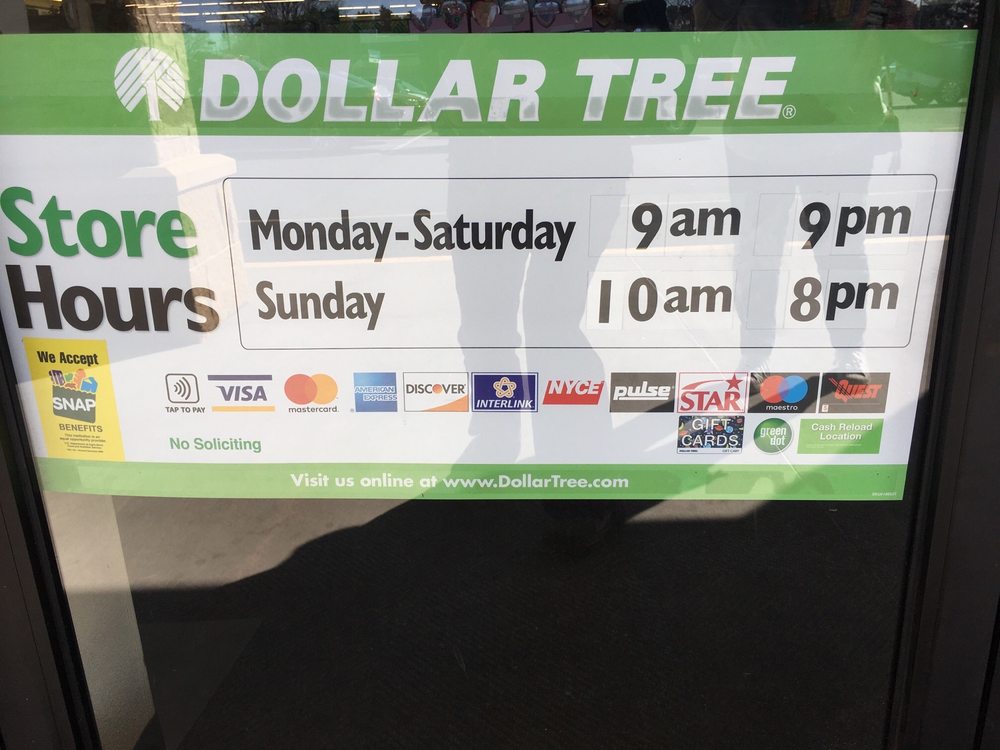 DOLLAR TREE®
Store Hours
Monday-Saturday 9am 9pm
Sunday 10am 8pm
We Accept
SNAP
BENEFITS
TAP TO PAY
VISA
mastercard.
AMERICAN EXPRESS
DISCOVER
INTERLINK
NYCE
pulse
STAR
maestro
QUEST
GIFT CARDS
green dot
Cash Reload Location
No Soliciting
Visit us online at www.DollarTree.com